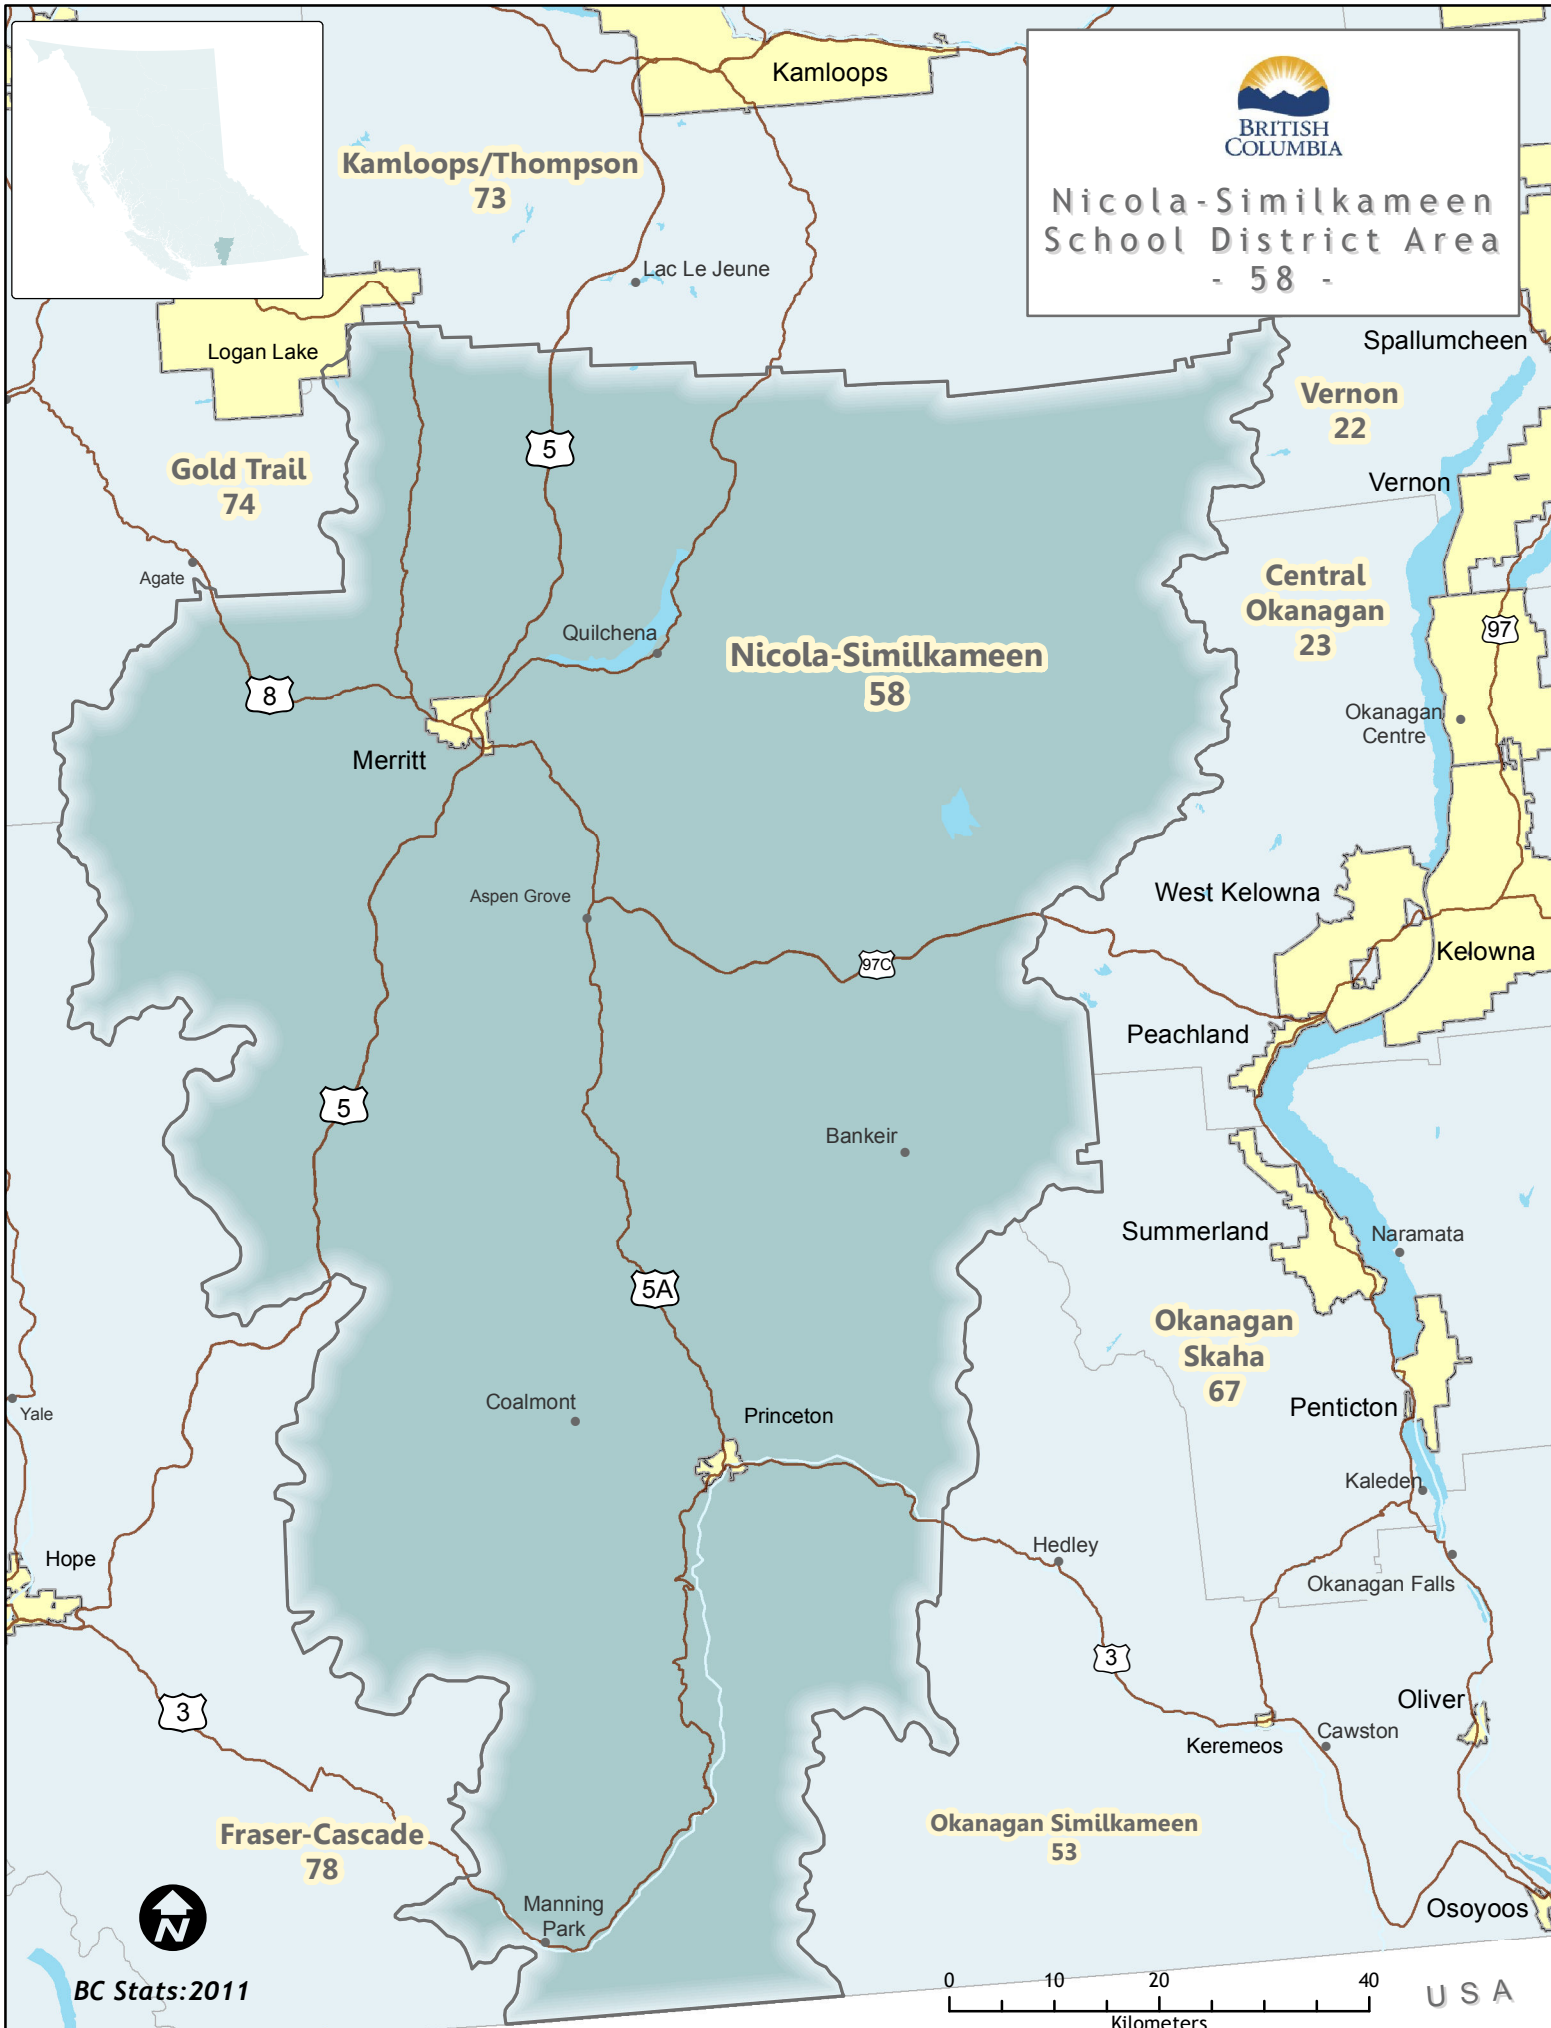 Kamloops
BRITISH
COLUMBIA
Nicola-Similkameen
School District Area
- 58 -
Kamloops/Thompson
73
Lac Le Jeune
Logan Lake
Spallumcheen
Vernon
22
5
Gold Trail
74
Vernon
Agate
Central
Okanagan
23
97
Quilchena
Nicola-Similkameen
58
8
Okanagan
Centre
Merritt
Aspen Grove
West Kelowna
97C
Kelowna
Peachland
5
Bankeir
Summerland
Naramata
5A
Okanagan
Skaha
67
Coalmont
Princeton
Penticton
Yale
Kaleden
Hope
Hedley
Okanagan Falls
3
3
Oliver
Keremeos
Cawston
Fraser-Cascade
78
Okanagan Similkameen
53
Manning
Park
Osoyoos
N
BC Stats:2011
0 10 20 40
Kilometers
USA